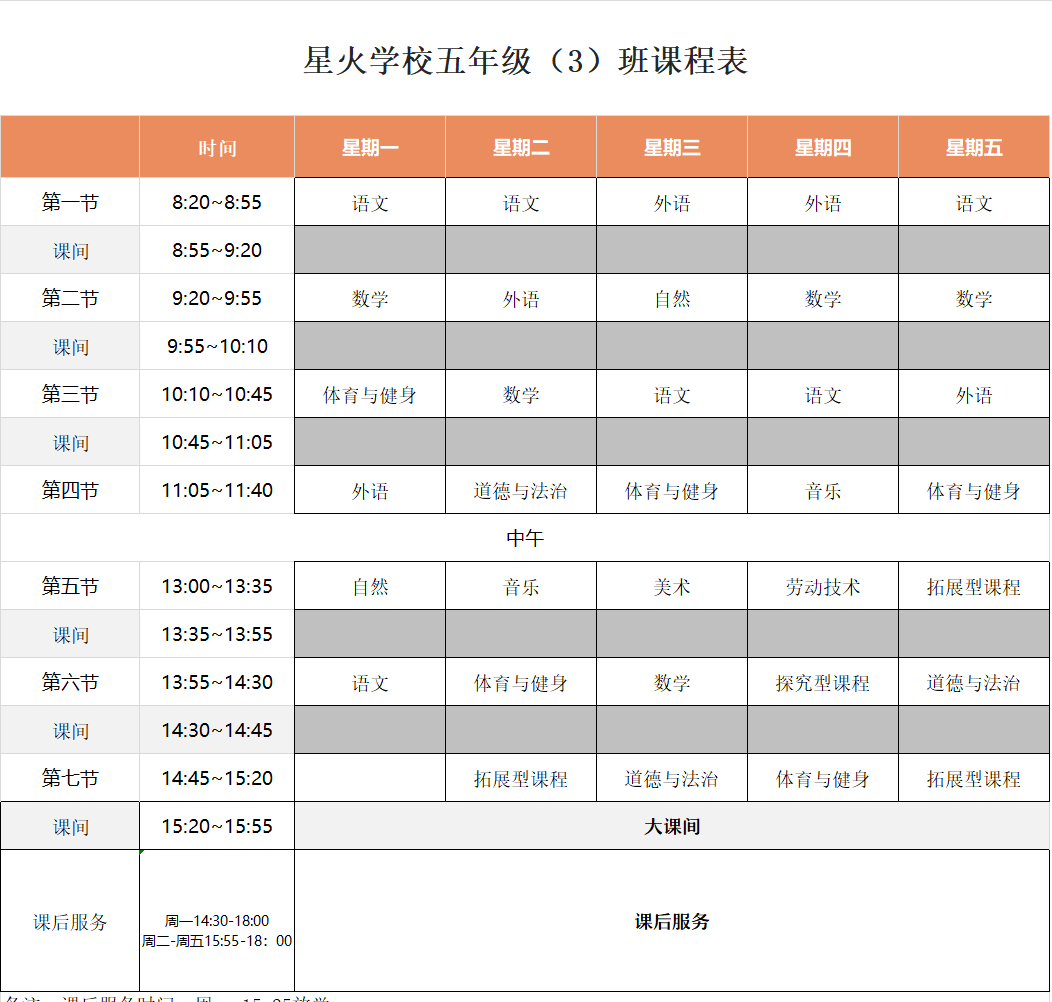 星火学校五年级（3）班课程表
时间 星期一 星期二 星期三 星期四 星期五
第一节 8:20~8:55 语文 语文 外语 外语 语文
课间 8:55~9:20
第二节 9:20~9:55 数学 外语 自然 数学 数学
课间 9:55~10:10
第三节 10:10~10:45 体育与健身 数学 语文 语文 外语
课间 10:45~11:05
第四节 11:05~11:40 外语 道德与法治 体育与健身 音乐 体育与健身
中午
第五节 13:00~13:35 自然 音乐 美术 劳动技术 拓展型课程
课间 13:35~13:55
第六节 13:55~14:30 语文 体育与健身 数学 探究型课程 道德与法治
课间 14:30~14:45
第七节 14:45~15:20 拓展型课程 道德与法治 体育与健身 拓展型课程
课间 15:20~15:55 大课间
课后服务 周一14:30-18:00 课后服务
周二-周五15:55-18：00